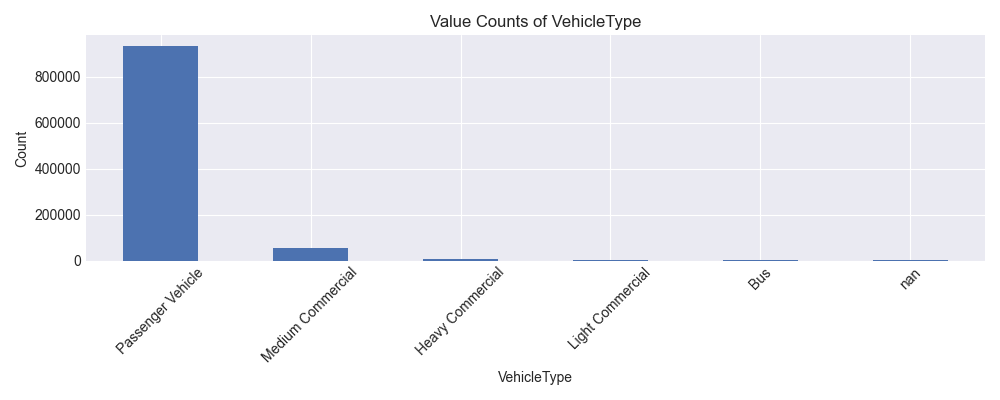 Value Counts of VehicleType
Count
800000
600000
400000
200000
0
Passenger Vehicle
Medium Commercial
Heavy Commercial
Light Commercial
Bus
nan
VehicleType